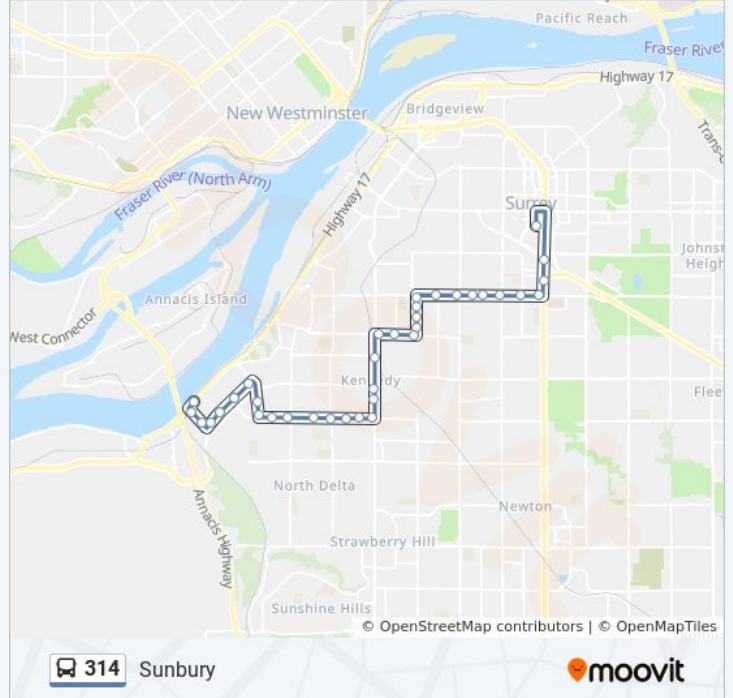 Pacific Reach
Fraser River
Highway 17
New Westminster
Bridgeview
Trans-C
Fraser River (North Arm)
Highway 17
Surrey
Johnst
Heigh
Annacis Island
West Connector
Kennedy
Flee
North Delta
Annacis Highway
Newton
Strawberry Hill
Sunshine Hills
© OpenStreetMap contributors | © OpenMapTiles
314 Sunbury
moovit